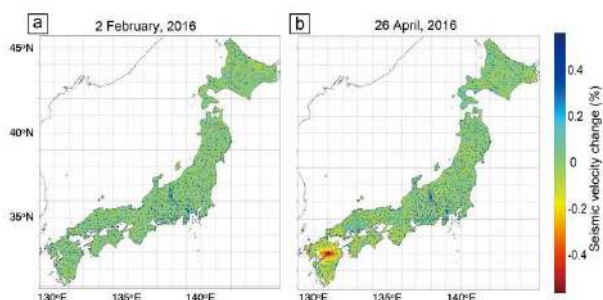 a
2 February, 2016
b
26 April, 2016
45°N
40°N
35°N
130°E
135°E
140°E
130°E
135°E
140°E
0.4
0.2
0
-0.2
-0.4
Seismic velocity change (%)